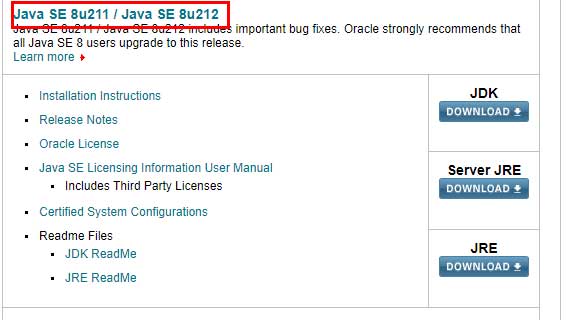 Java SE 8u211 / Java SE 8u212
Java SE 8u211 / Java SE 8u212 includes important bug fixes. Oracle strongly recommends that
all Java SE 8 users upgrade to this release.
Learn more
Installation Instructions
Release Notes
Oracle License
Java SE Licensing Information User Manual
Includes Third Party Licenses
Certified System Configurations
Readme Files
JDK ReadMe
JRE ReadMe
JDK
DOWNLOAD
Server JRE
DOWNLOAD
JRE
DOWNLOAD